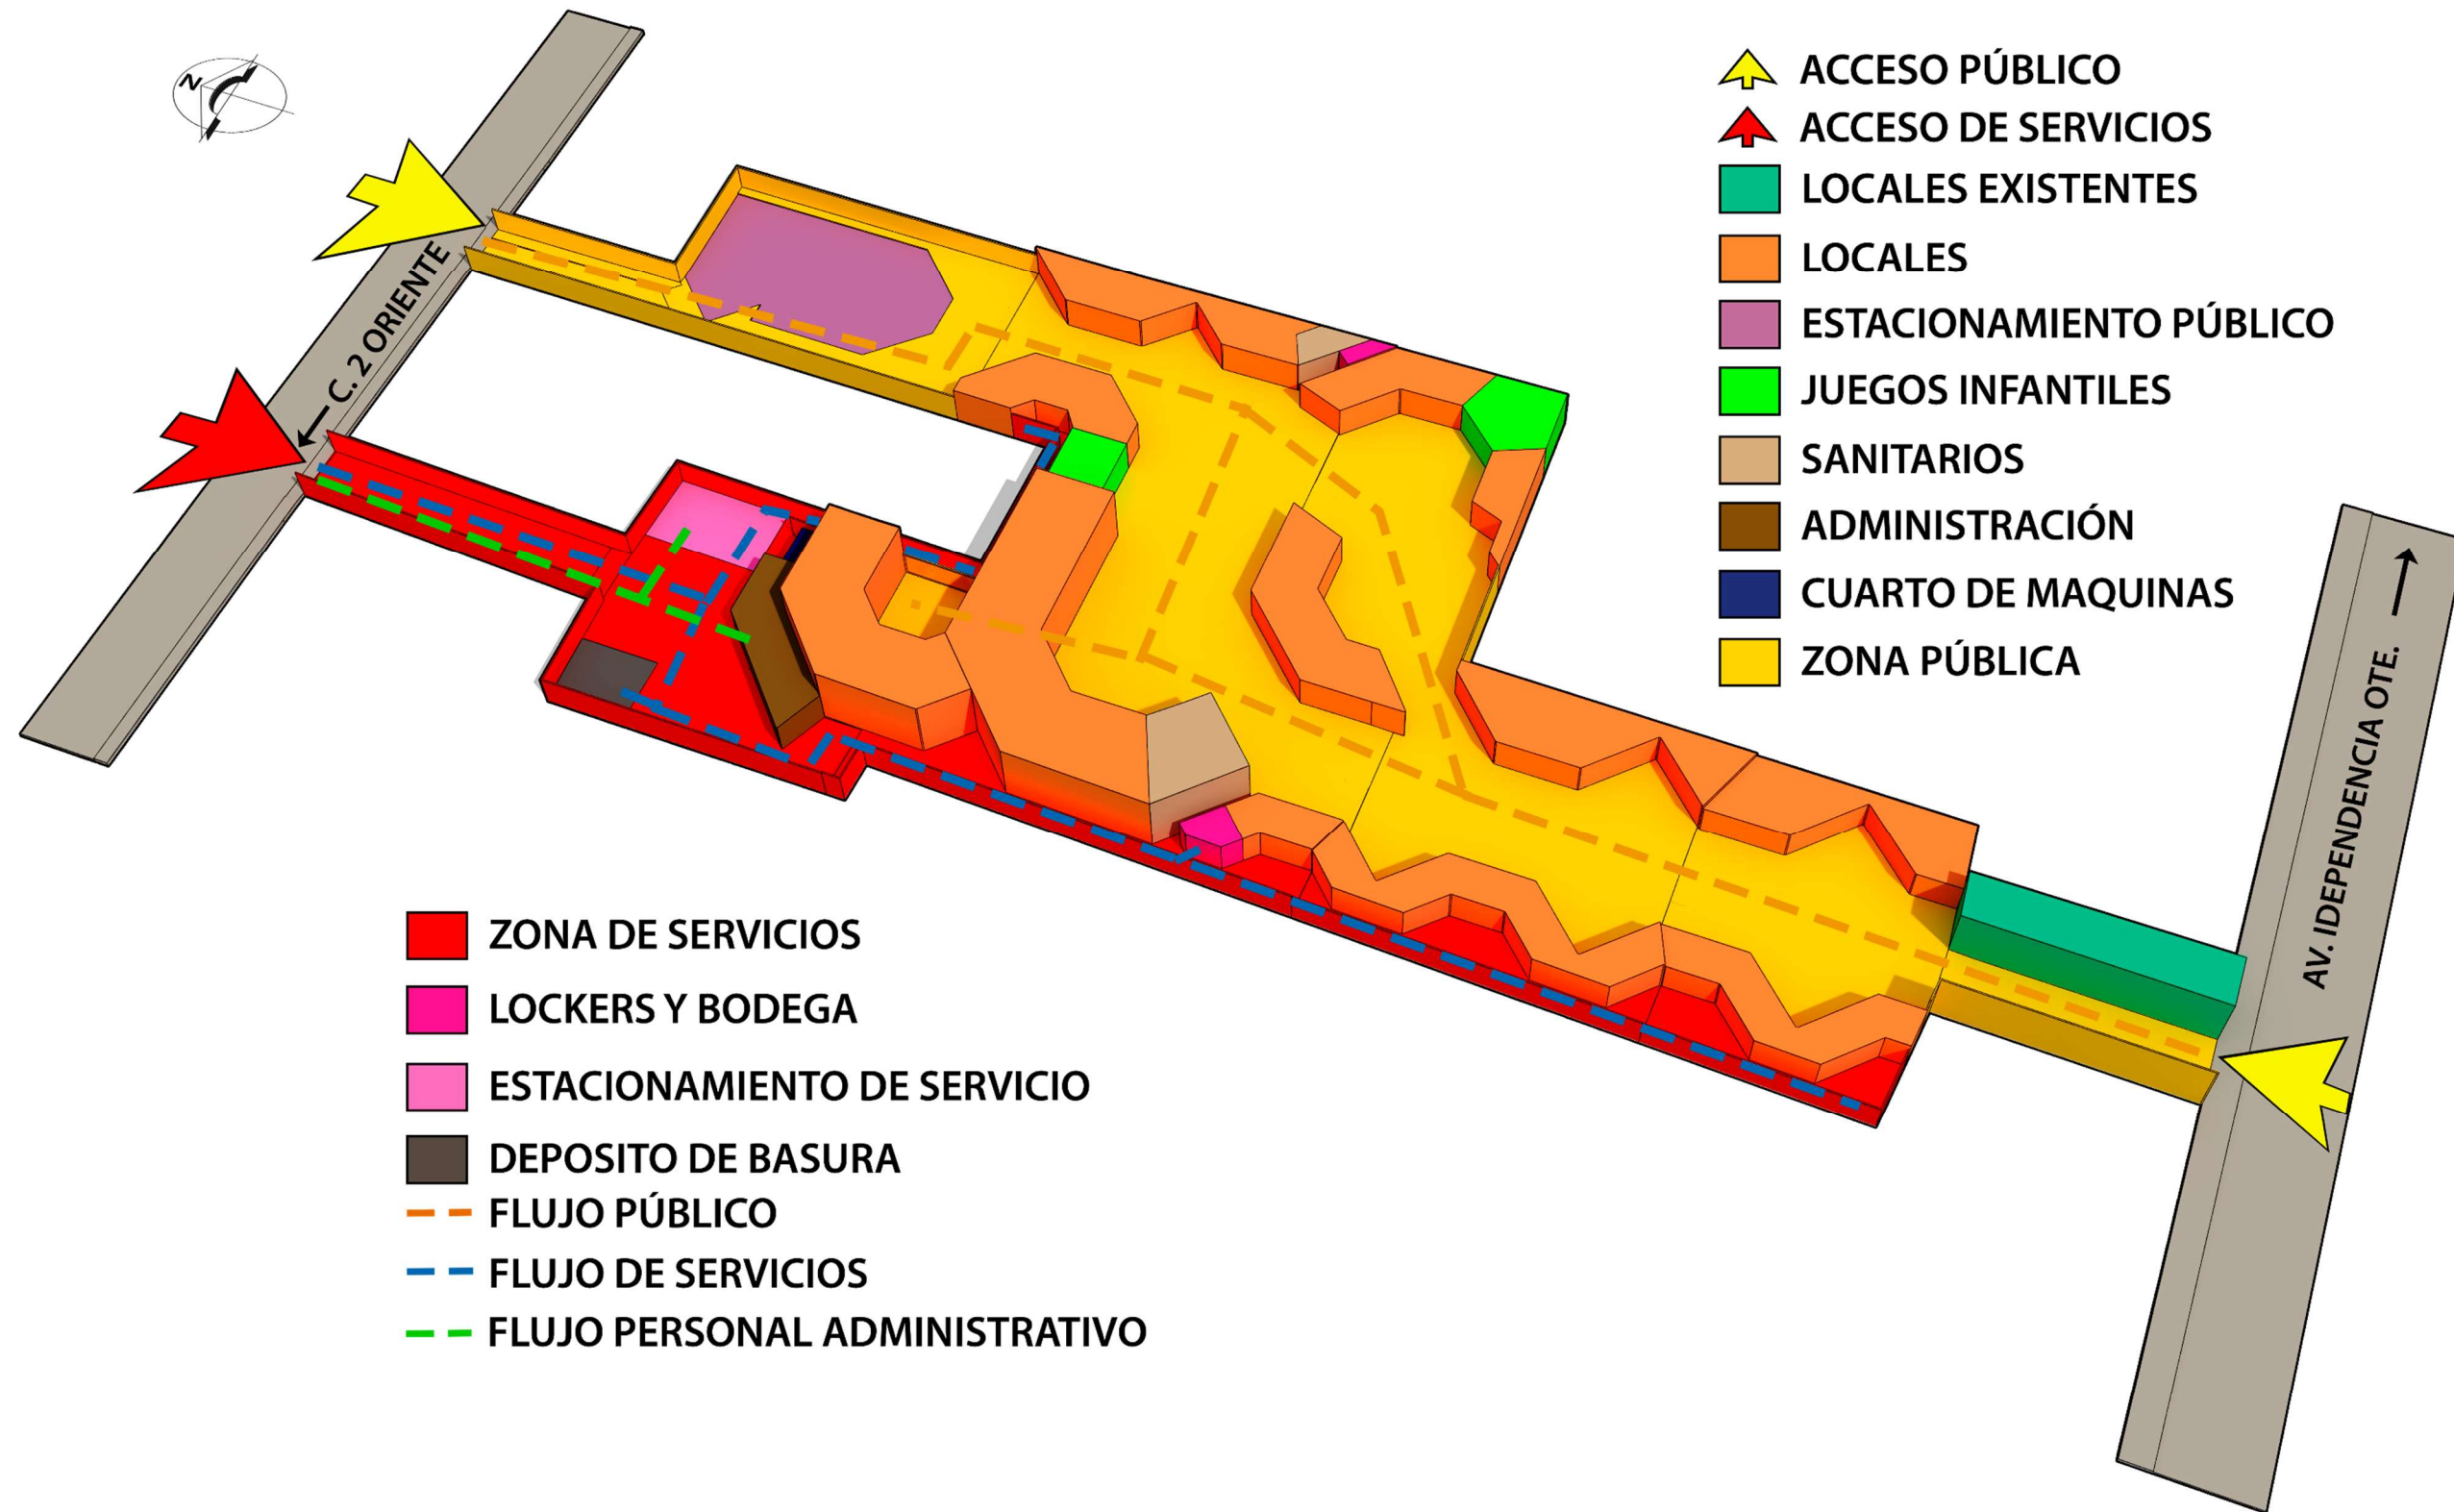 N
C. 2 ORIENTE
AV. IDEPENDENCIA OTE.
ACCESO PÚBLICO
ACCESO DE SERVICIOS
LOCALES EXISTENTES
LOCALES
ESTACIONAMIENTO PÚBLICO
JUEGOS INFANTILES
SANITARIOS
ADMINISTRACIÓN
CUARTO DE MAQUINAS
ZONA PÚBLICA
ZONA DE SERVICIOS
LOCKERS Y BODEGA
ESTACIONAMIENTO DE SERVICIO
DEPOSITO DE BASURA
FLUJO PÚBLICO
FLUJO DE SERVICIOS
FLUJO PERSONAL ADMINISTRATIVO